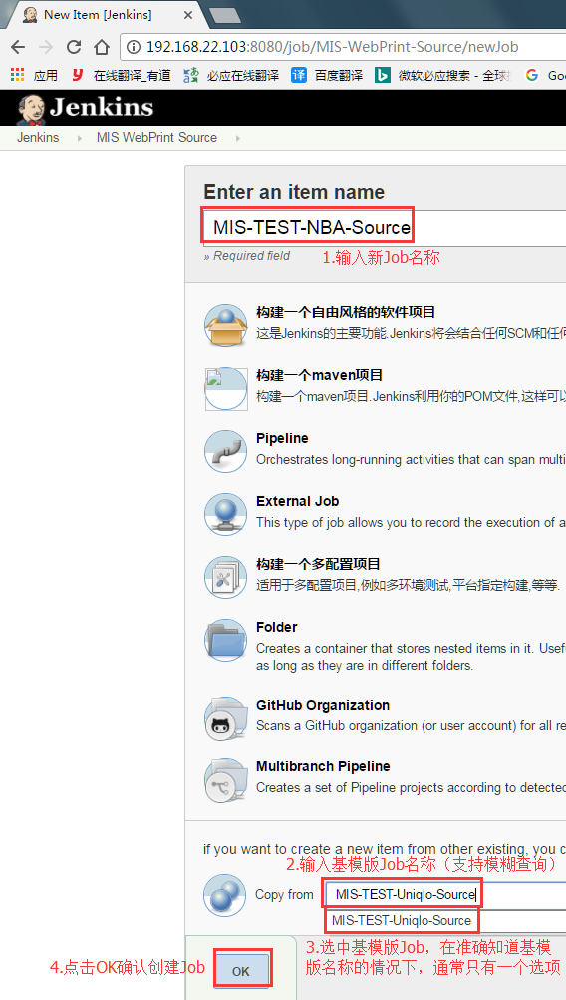 New Item [Jenkins]
192.168.22.103:8080/job/MIS-WebPrint-Source/newJob
应用 在线翻译_有道 必应在线翻译 译 百度翻译 微软必应搜索 - 全球 Goo
Jenkins
Jenkins MIS WebPrint Source
Enter an item name
MIS-TEST-NBA-Source
» Required field
1.输入新Job名称
构建一个自由风格的软件项目
这是Jenkins的主要功能.Jenkins将会结合任何SCM和任何
构建一个maven项目
构建一个maven项目.Jenkins利用你的POM文件,这样可以
Pipeline
Orchestrates long-running activities that can span multi
External Job
This type of job allows you to record the execution of a
构建一个多配置项目
适用于多配置项目,例如多环境测试,平台指定构建,等等.
Folder
Creates a container that stores nested items in it. Usef
as long as they are in different folders.
GitHub Organization
Scans a GitHub organization (or user account) for all re
Multibranch Pipeline
Creates a set of Pipeline projects according to detected
if you want to create a new item from other existing, you c
2.输入基模版Job名称（支持模糊查询）
Copy from MIS-TEST-Uniqlo-Source
MIS-TEST-Uniqlo-Source
3.选中基模版Job，在准确知道基模
版名称的情况下，通常只有一个选项
4.点击OK确认创建Job
OK